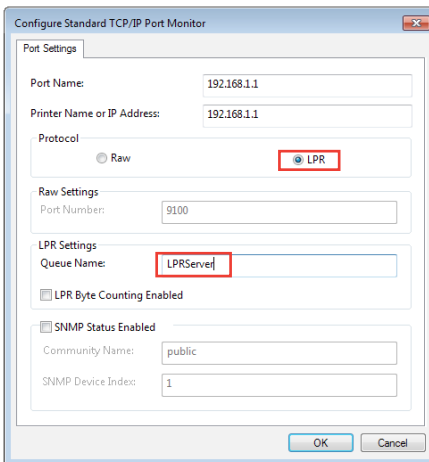 Configure Standard TCP/IP Port Monitor
Port Settings
Port Name: 192.168.1.1
Printer Name or IP Address: 192.168.1.1
Protocol
Raw LPR
Raw Settings
Port Number: 9100
LPR Settings
Queue Name: LPRServer
LPR Byte Counting Enabled
SNMP Status Enabled
Community Name: public
SNMP Device Index: 1
OK Cancel